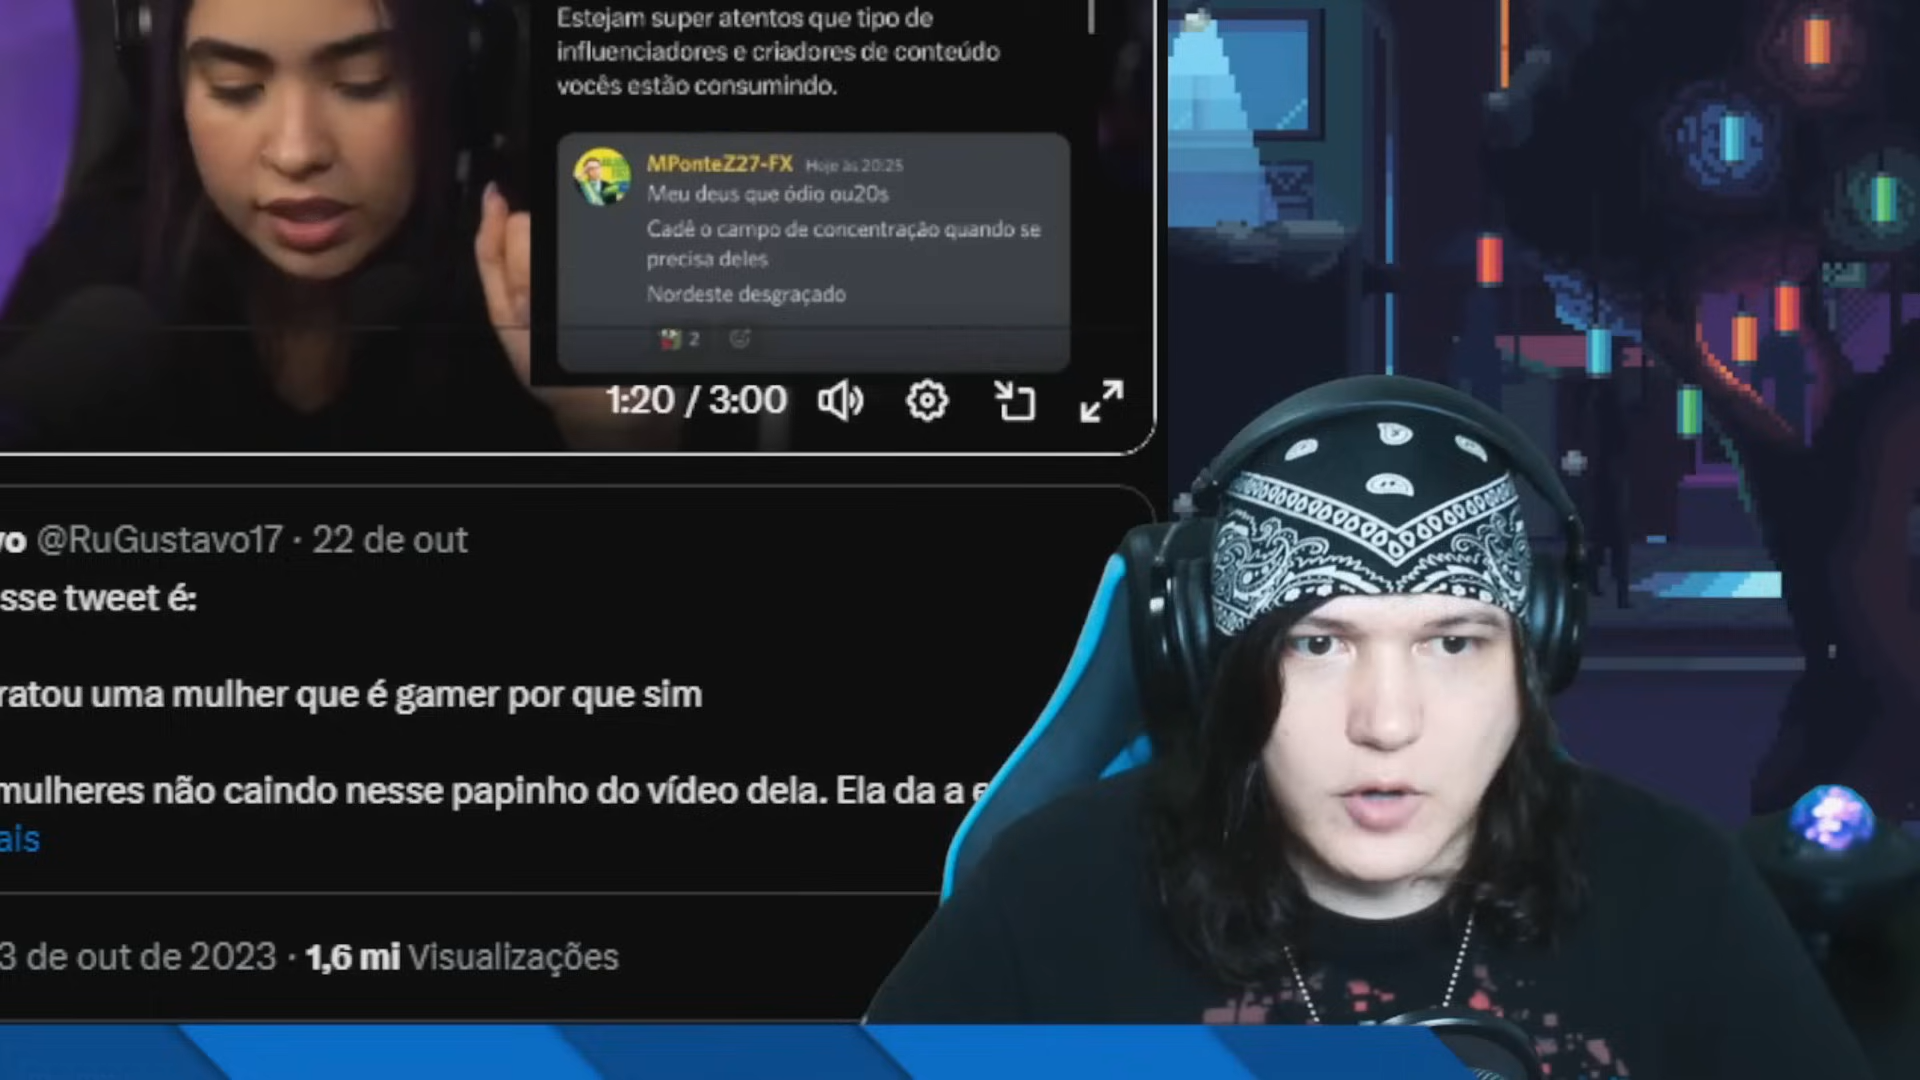 Estejam super atentos que tipo de
influenciadores e criadores de conteúdo
vocês estão consumindo.
MPonteZ27-FX Hoje às 20:25
Meu deus que ódio ou20s
Cadê o campo de concentração quando se
precisa deles
Nordeste desgraçado
2
1:20 / 3:00
vo @RuGustavo17 · 22 de out
sse tweet é:
ratou uma mulher que é gamer por que sim
mulheres não caindo nesse papinho do vídeo dela. Ela da a e
ais
3 de out de 2023 · 1,6 mi Visualizações